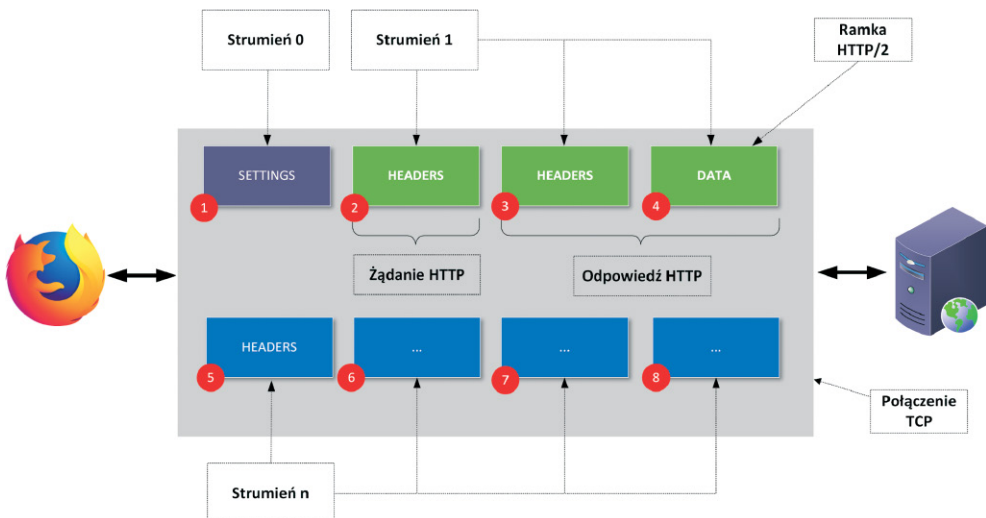 Strumień 0
Strumień 1
Ramka
HTTP/2
SETTINGS
HEADERS
HEADERS
DATA
1
2
3
4
Żądanie HTTP
Odpowiedź HTTP
HEADERS
...
...
...
5
6
7
8
Połączenie
TCP
Strumień n